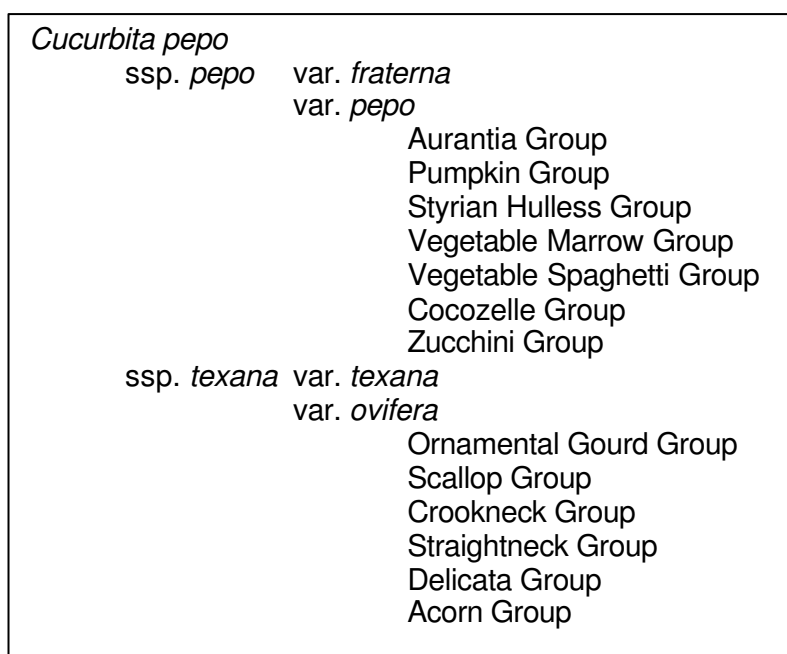 Cucurbita pepo
ssp. pepo var. fraterna
var. pepo
Aurantia Group
Pumpkin Group
Styrian Hulless Group
Vegetable Marrow Group
Vegetable Spaghetti Group
Cocozelle Group
Zucchini Group
ssp. texana var. texana
var. ovifera
Ornamental Gourd Group
Scallop Group
Crookneck Group
Straightneck Group
Delicata Group
Acorn Group